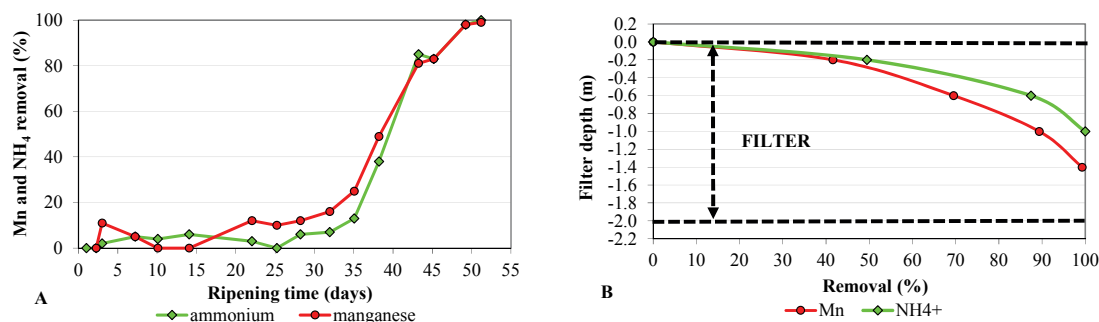 Mn and NH4 removal (%)
100
80
60
40
20
0
0 5 10 15 20 25 30 35 40 45 50 55
Ripening time (days)
A
ammonium manganese
Filter depth (m)
0.2
0.0
-0.2
-0.4
-0.6
-0.8
-1.0
-1.2
-1.4
-1.6
-1.8
-2.0
-2.2
FILTER
0 10 20 30 40 50 60 70 80 90 100
Removal (%)
B
Mn NH4+